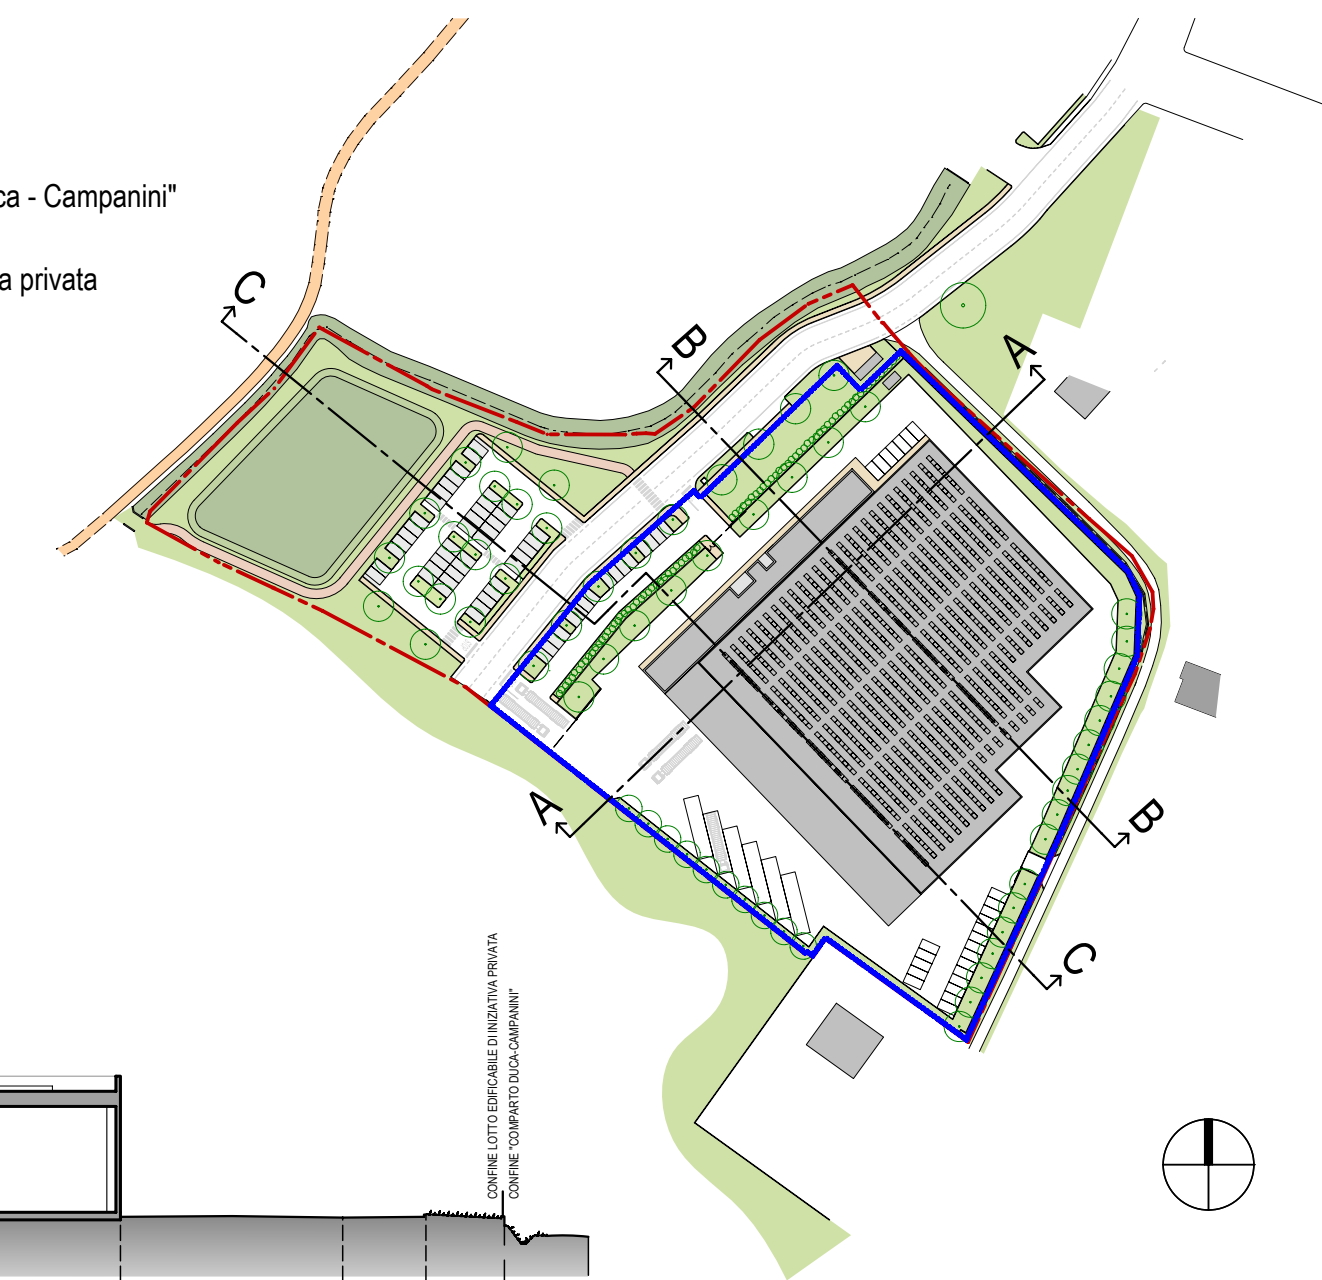 ca - Campanini"
a privata
C
B
A
A
B
C
CONFINE LOTTO EDIFICABILE DI INIZIATIVA PRIVATA
CONFINE "COMPARTO DUCA-CAMPANINI"